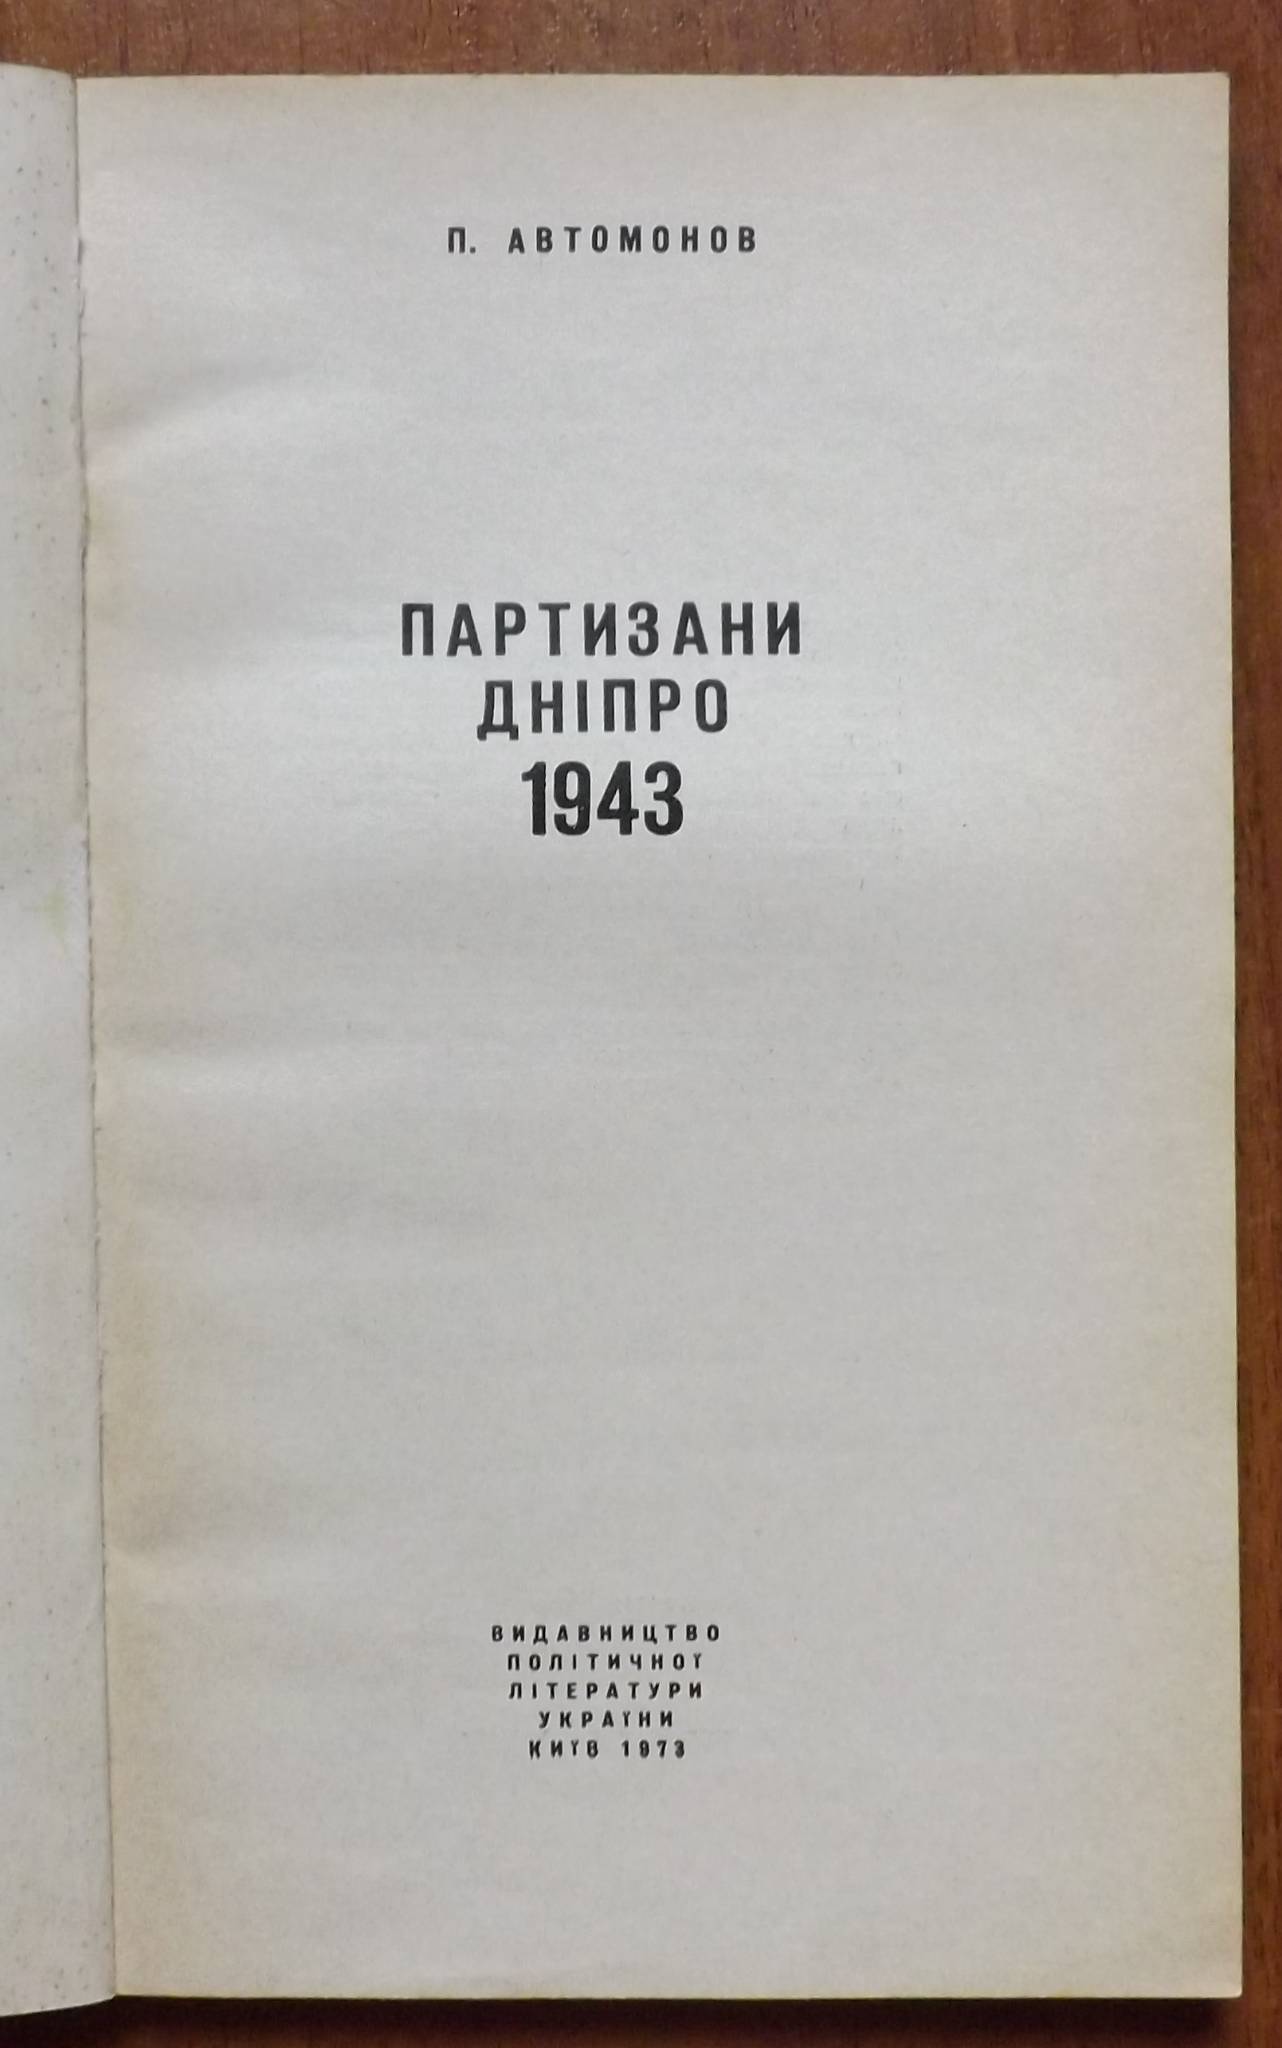 П. АВТОМОНОВ
ПАРТИЗАНИ
ДНІПРО
1943
ВИДАВНИЦТВО
ПОЛІТИЧНОЇ
ЛІТЕРАТУРИ
УКРАЇНИ
КИЇВ 1973